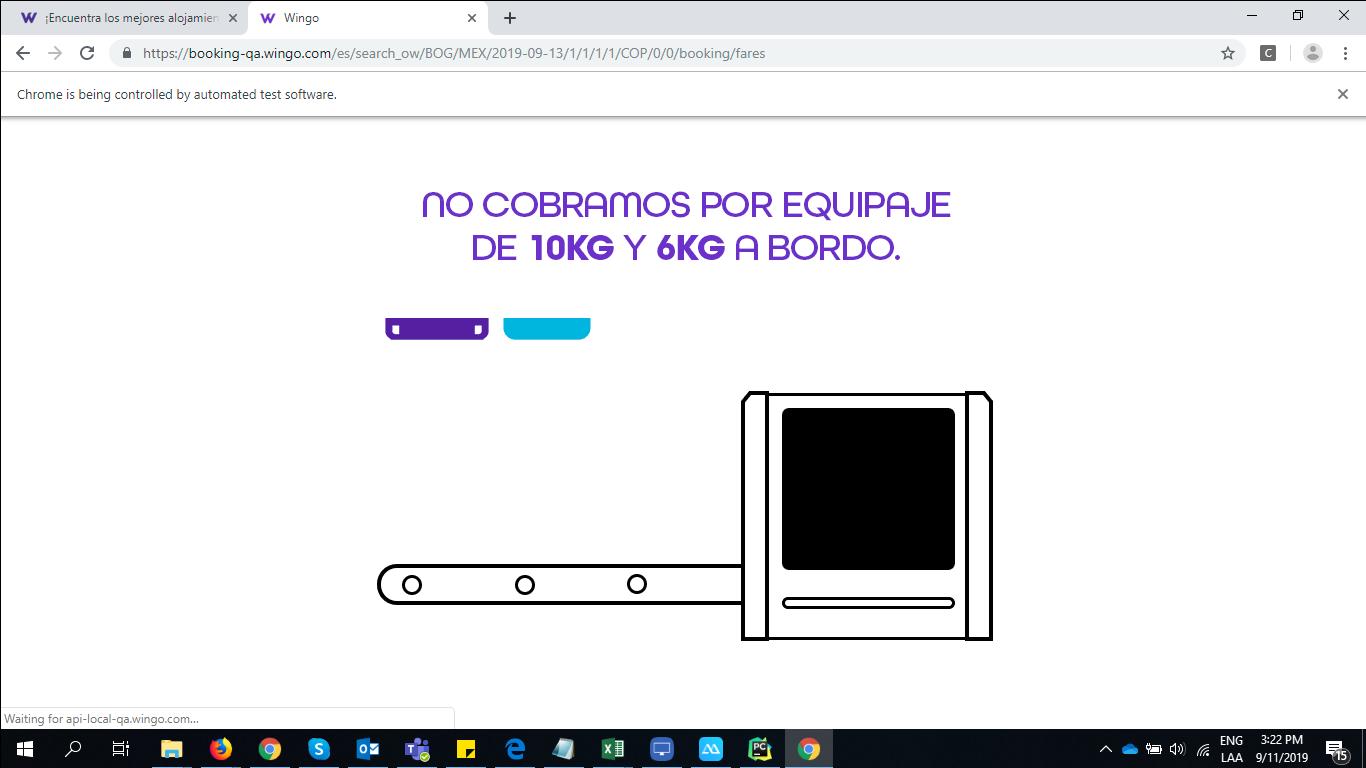 ¡Encuentra los mejores alojamien
Wingo
https://booking-qa.wingo.com/es/search_ow/BOG/MEX/2019-09-13/1/1/1/1/COP/0/0/booking/fares
C
Chrome is being controlled by automated test software.
NO COBRAMOS POR EQUIPAJE
DE 10KG Y 6KG A BORDO.
Waiting for api-local-qa.wingo.com...
ENG
LAA
3:22 PM
9/11/2019
15